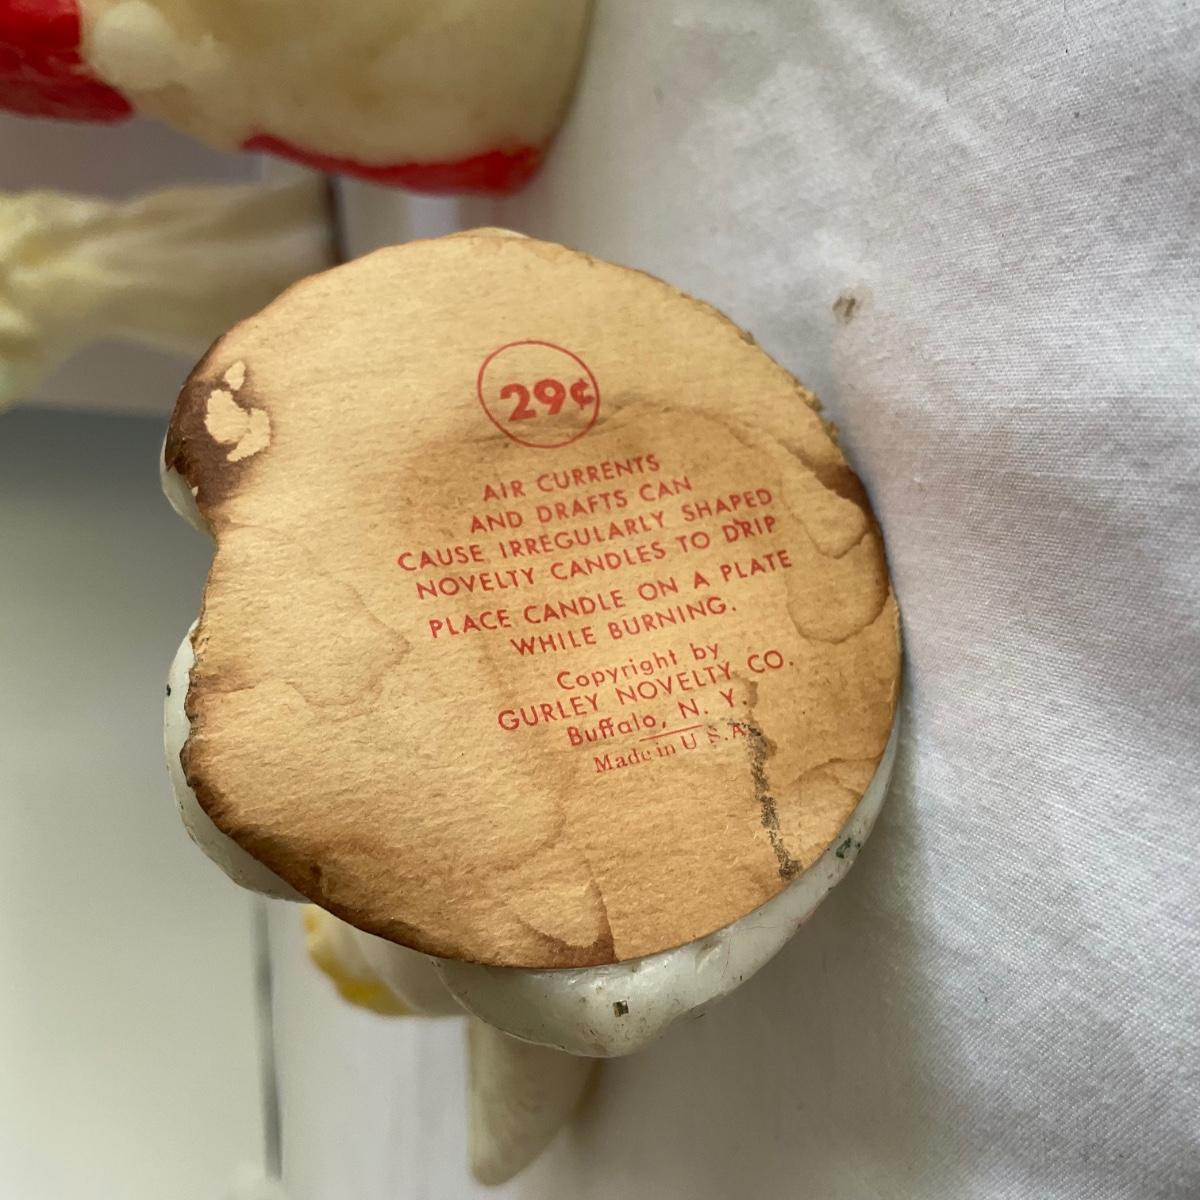 29¢
AIR CURRENTS
AND DRAFTS CAN
CAUSE IRREGULARLY SHAPED
NOVELTY CANDLES TO DRIP
PLACE CANDLE ON A PLATE
WHILE BURNING.
Copyright by
GURLEY NOVELTY CO.
Buffalo, N. Y.
Made in U S.A